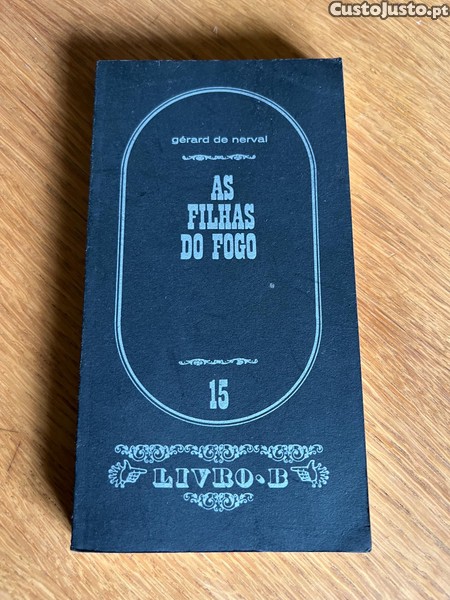 CustoJusto.pt
gérard de nerval
AS
FILHAS
DO FOGO
15
LIVRO·B